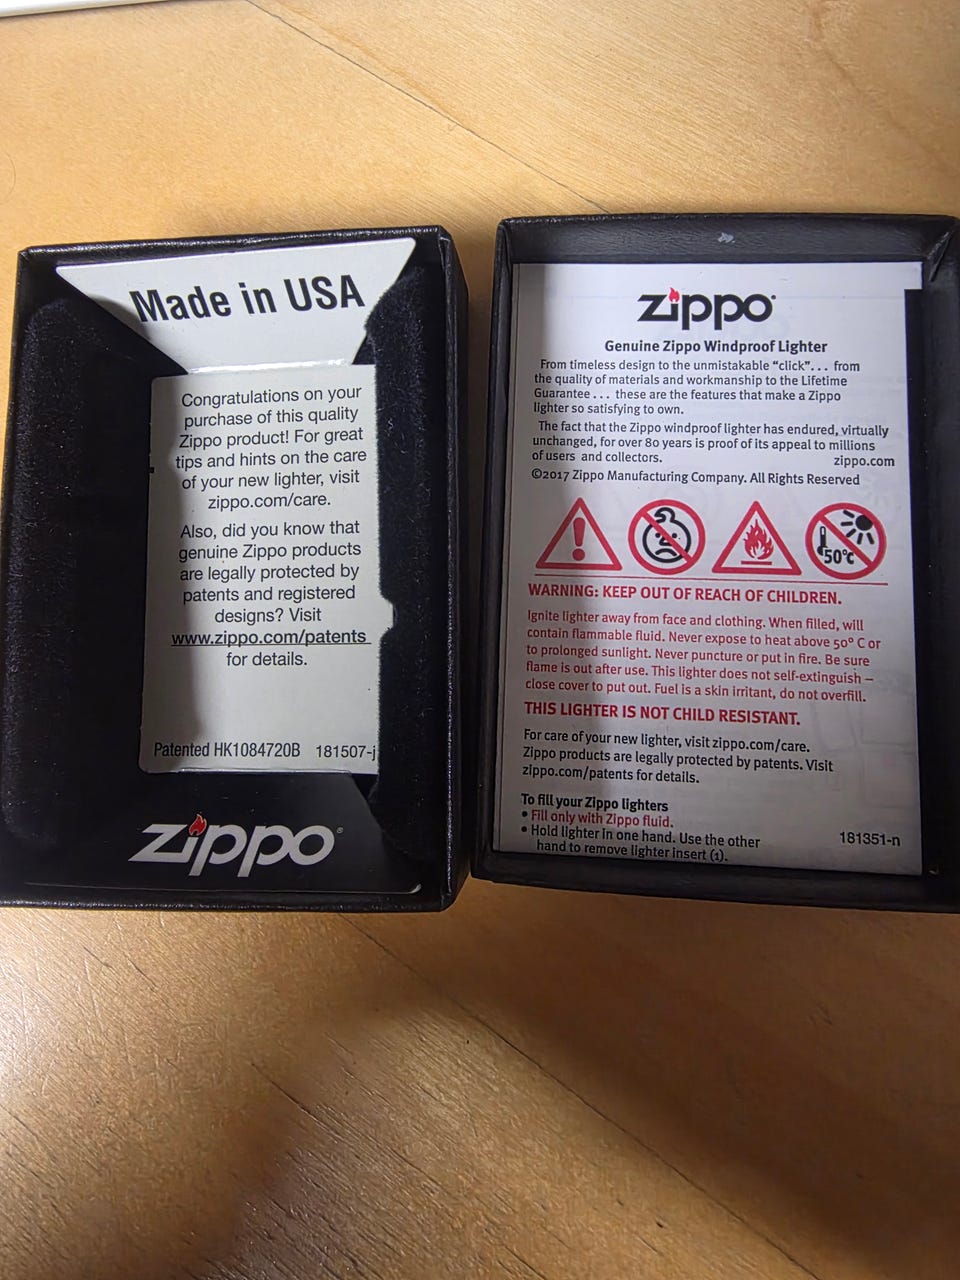 Made in USA
Congratulations on your
purchase of this quality
Zippo product! For great
tips and hints on the care
of your new lighter, visit
zippo.com/care.
Also, did you know that
genuine Zippo products
are legally protected by
patents and registered
designs? Visit
www.zippo.com/patents
for details.
Patented HK1084720B 181507-j
zippo®
zippo®
Genuine Zippo Windproof Lighter
From timeless design to the unmistakable “click”. . . from
the quality of materials and workmanship to the Lifetime
Guarantee . . . these are the features that make a Zippo
lighter so satisfying to own.
The fact that the Zippo windproof lighter has endured, virtually
unchanged, for over 80 years is proof of its appeal to millions
of users and collectors. zippo.com
©2017 Zippo Manufacturing Company. All Rights Reserved
50°C
WARNING: KEEP OUT OF REACH OF CHILDREN.
Ignite lighter away from face and clothing. When filled, will
contain flammable fluid. Never expose to heat above 50° C or
to prolonged sunlight. Never puncture or put in fire. Be sure
flame is out after use. This lighter does not self-extinguish –
close cover to put out. Fuel is a skin irritant, do not overfill.
THIS LIGHTER IS NOT CHILD RESISTANT.
For care of your new lighter, visit zippo.com/care.
Zippo products are legally protected by patents. Visit
zippo.com/patents for details.
To fill your Zippo lighters
• Fill only with Zippo fluid.
• Hold lighter in one hand. Use the other
hand to remove lighter insert (1).
181351-n